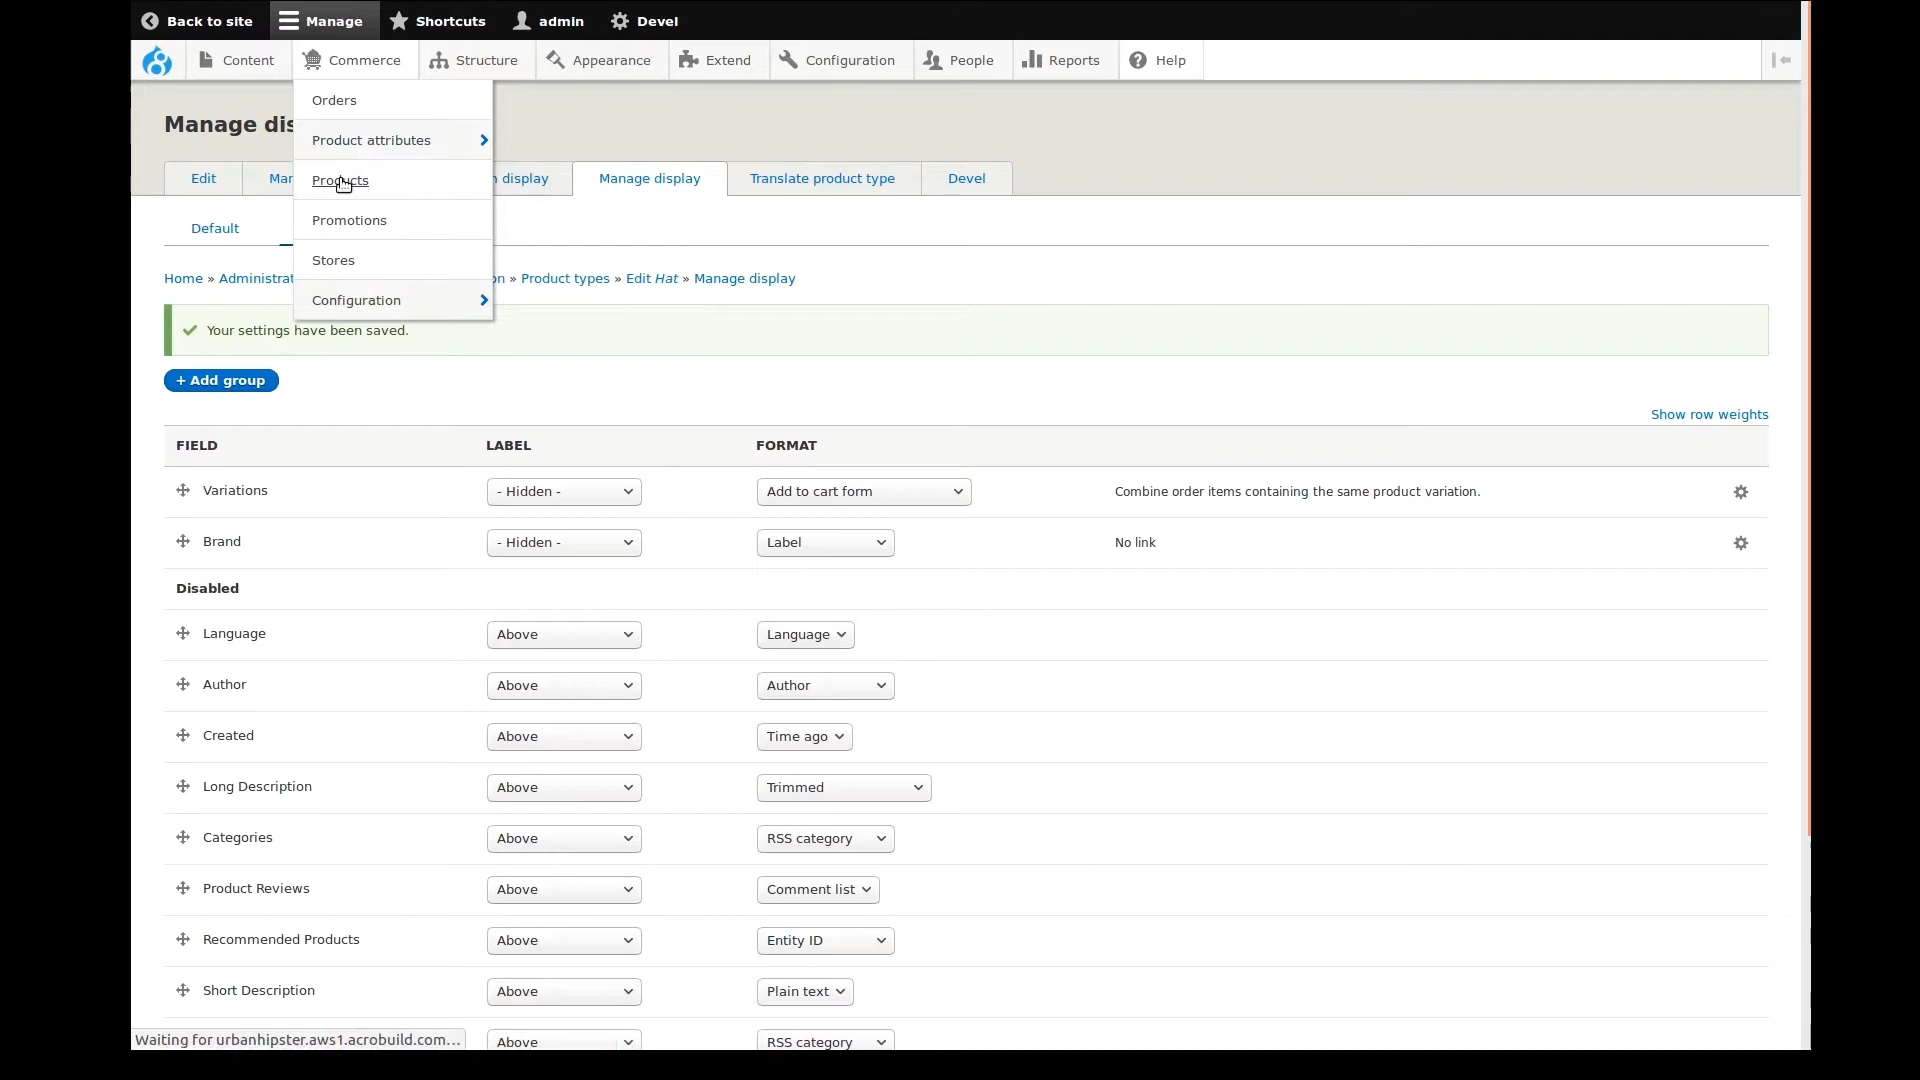 Back to site Manage Shortcuts admin Devel
Content Commerce Structure Appearance Extend Configuration People Reports Help
Orders
Manage dis
Product attributes
Edit Mar Products n display Manage display Translate product type Devel
Promotions
Default
Stores
Home » Administrat on » Product types » Edit Hat » Manage display
Configuration
Your settings have been saved.
+ Add group
Show row weights
FIELD LABEL FORMAT
Variations - Hidden - Add to cart form Combine order items containing the same product variation.
Brand - Hidden - Label No link
Disabled
Language Above Language
Author Above Author
Created Above Time ago
Long Description Above Trimmed
Categories Above RSS category
Product Reviews Above Comment list
Recommended Products Above Entity ID
Short Description Above Plain text
Above RSS category
Waiting for urbanhipster.aws1.acrobuild.com...